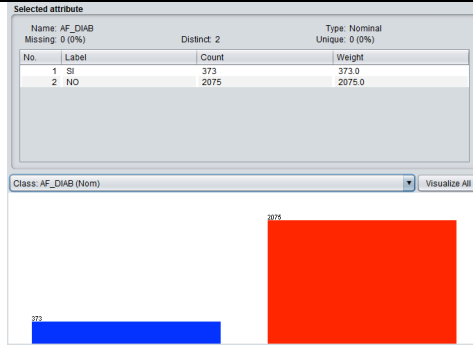 Selected attribute
Name: AF_DIAB Type: Nominal
Missing: 0 (0%) Distinct: 2 Unique: 0 (0%)
No. Label Count Weight
1 SI 373 373.0
2 NO 2075 2075.0
Class: AF_DIAB (Nom) Visualize All
2075
373